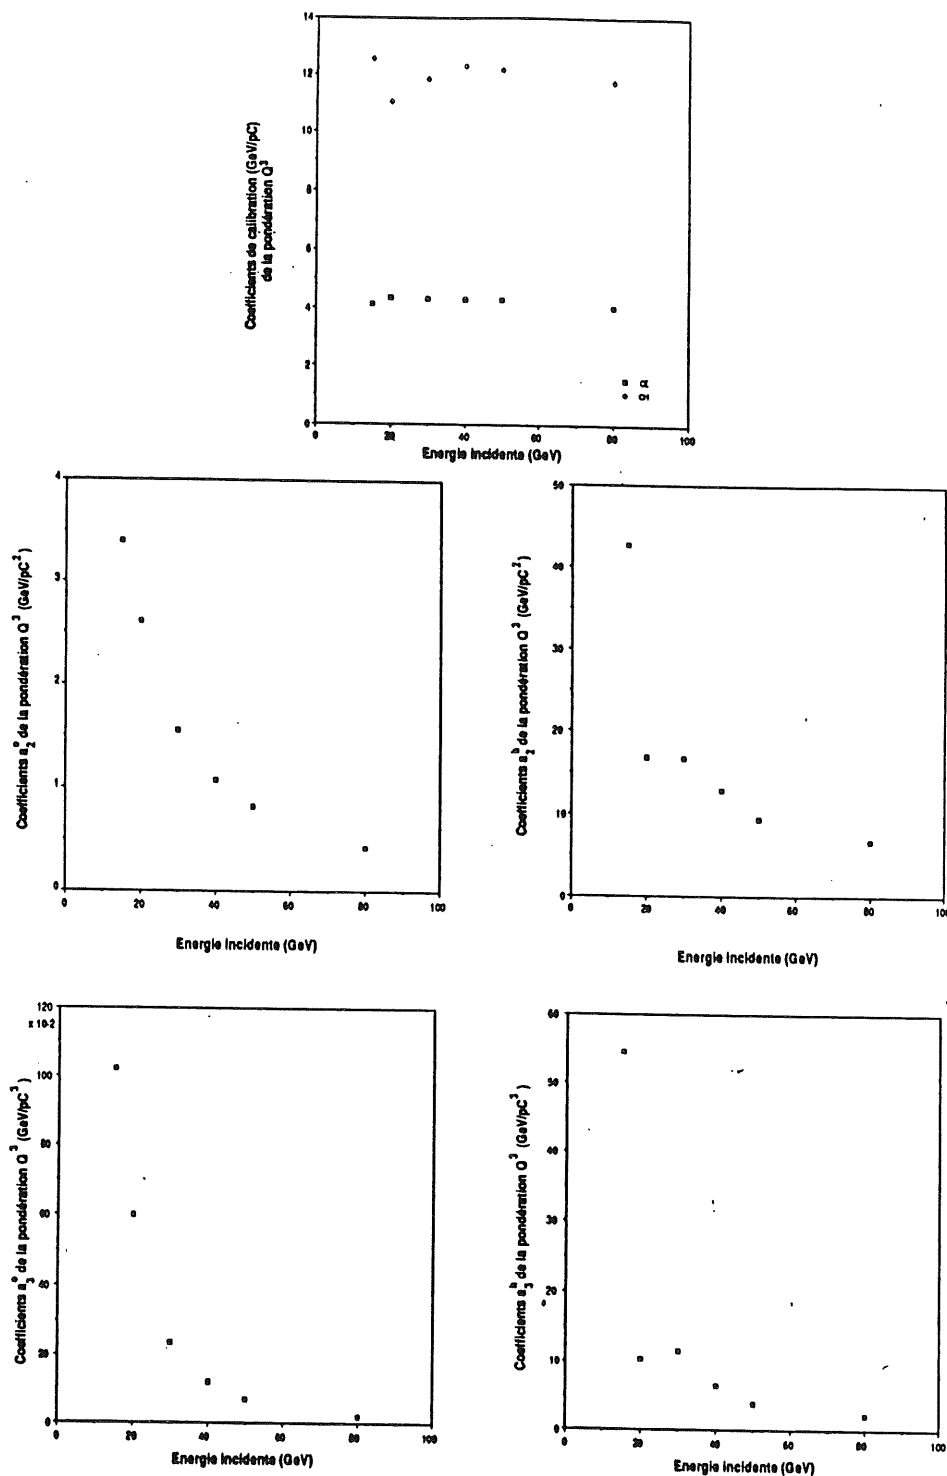 14
12
10
8
6
4
2
0
Coefficients de calibration (GeV/pC)
de la pondération Q³
CE
CH
0 20 40 60 80 100
Energie Incidente (GeV)
4
3
2
1
0
Coefficients a₂ᵉ de la pondération Q³ (GeV/pC²)
0 20 40 60 80 100
Energie Incidente (GeV)
50
40
30
20
10
0
Coefficients a₂ʰ de la pondération Q³ (GeV/pC²)
0 20 40 60 80 100
Energie Incidente (GeV)
120
x 10-2
100
80
60
40
20
0
Coefficients a₃ᵉ de la pondération Q³ (GeV/pC³)
0 20 40 60 80 100
Energie Incidente (GeV)
60
50
40
30
20
10
0
Coefficients a₃ʰ de la pondération Q³ (GeV/pC³)
0 20 40 60 80 100
Energie Incidente (GeV)